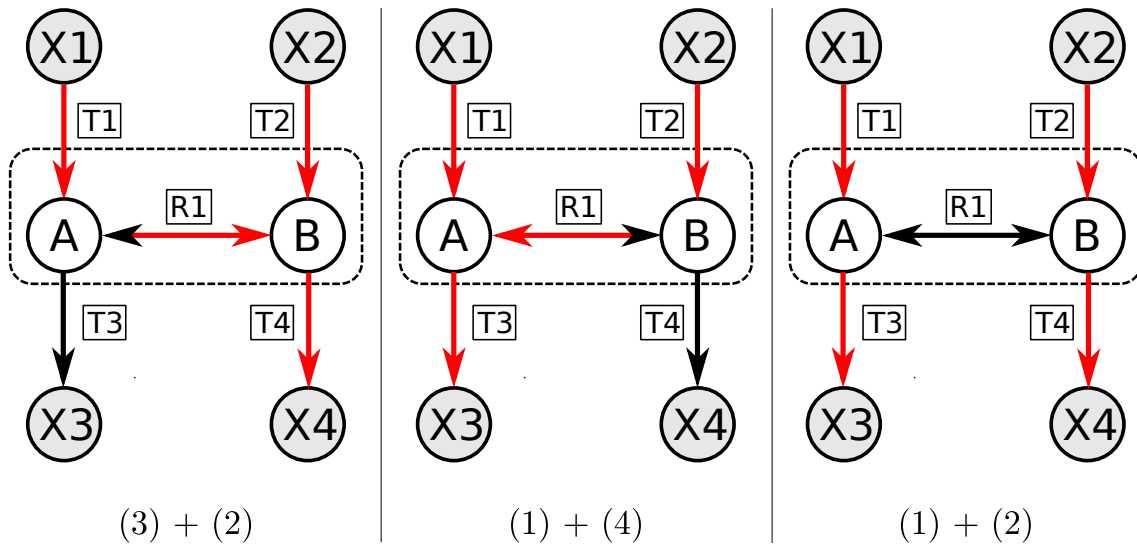 X1 X2 X1 X2 X1 X2
T1 T2 T1 T2 T1 T2
R1 R1 R1
A B A B A B
T3 T4 T3 T4 T3 T4
X3 X4 X3 X4 X3 X4
(3) + (2) (1) + (4) (1) + (2)